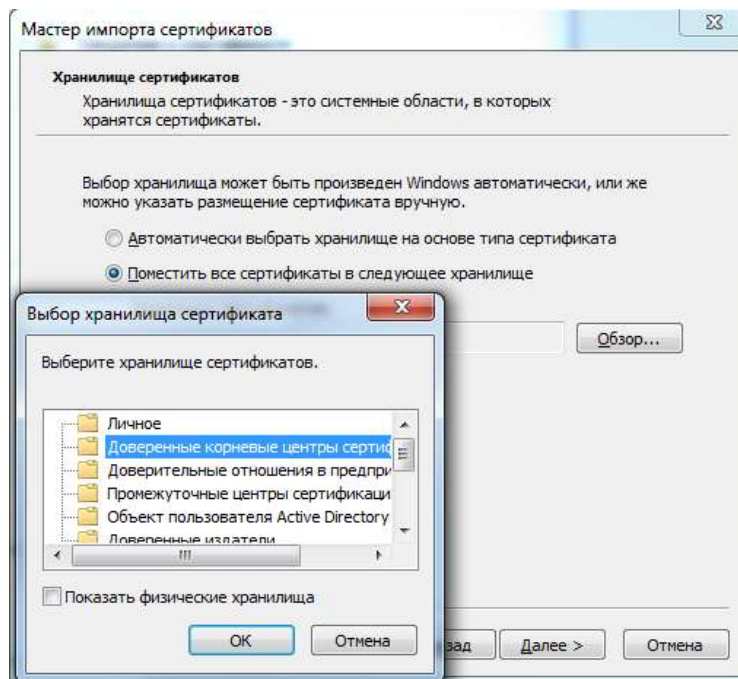 Мастер импорта сертификатов
Хранилище сертификатов
Хранилища сертификатов - это системные области, в которых
хранятся сертификаты.
Выбор хранилища может быть произведен Windows автоматически, или же
можно указать размещение сертификата вручную.
Автоматически выбрать хранилище на основе типа сертификата
Поместить все сертификаты в следующее хранилище
Обзор...
Выбор хранилища сертификата
Выберите хранилище сертификатов.
Личное
Доверенные корневые центры сертиф
Доверительные отношения в предпри
Промежуточные центры сертификаци
Объект пользователя Active Directory
Доверенные издатели
Показать физические хранилища
ОК
Отмена
зад
Далее >
Отмена